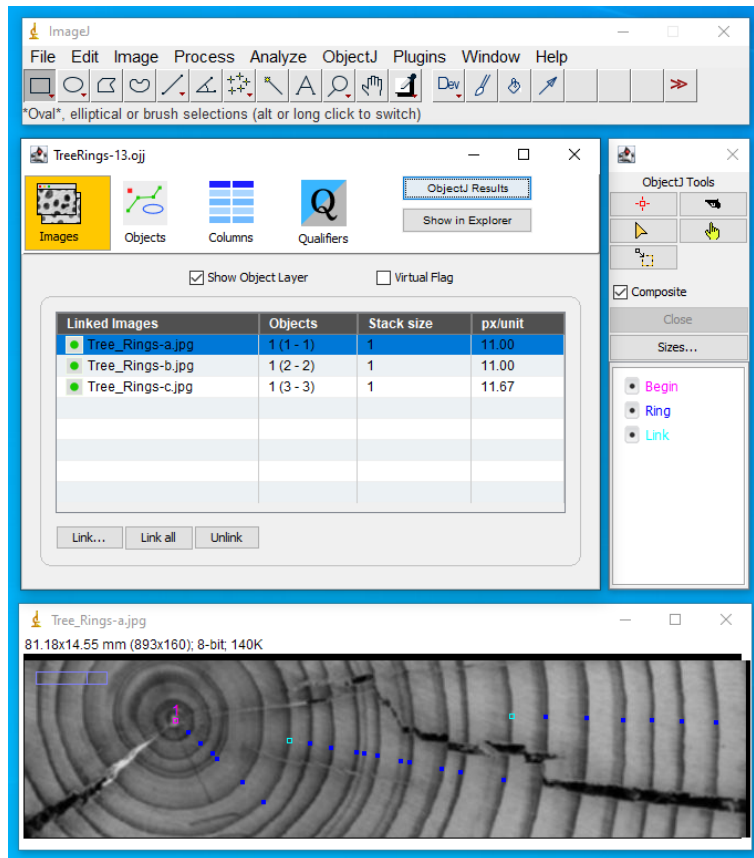 ImageJ
File Edit Image Process Analyze ObjectJ Plugins Window Help
A Dev
*Oval*, elliptical or brush selections (alt or long click to switch)
TreeRings-13.ojj
Images Objects Columns Q Qualifiers
ObjectJ Results
Show in Explorer
Show Object Layer Virtual Flag
Linked Images Objects Stack size px/unit
Tree_Rings-a.jpg 1 (1 - 1) 1 11.00
Tree_Rings-b.jpg 1 (2 - 2) 1 11.00
Tree_Rings-c.jpg 1 (3 - 3) 1 11.67
Link... Link all Unlink
ObjectJ Tools
Composite
Close
Sizes...
Begin
Ring
Link
Tree_Rings-a.jpg
81.18x14.55 mm (893x160); 8-bit; 140K
1